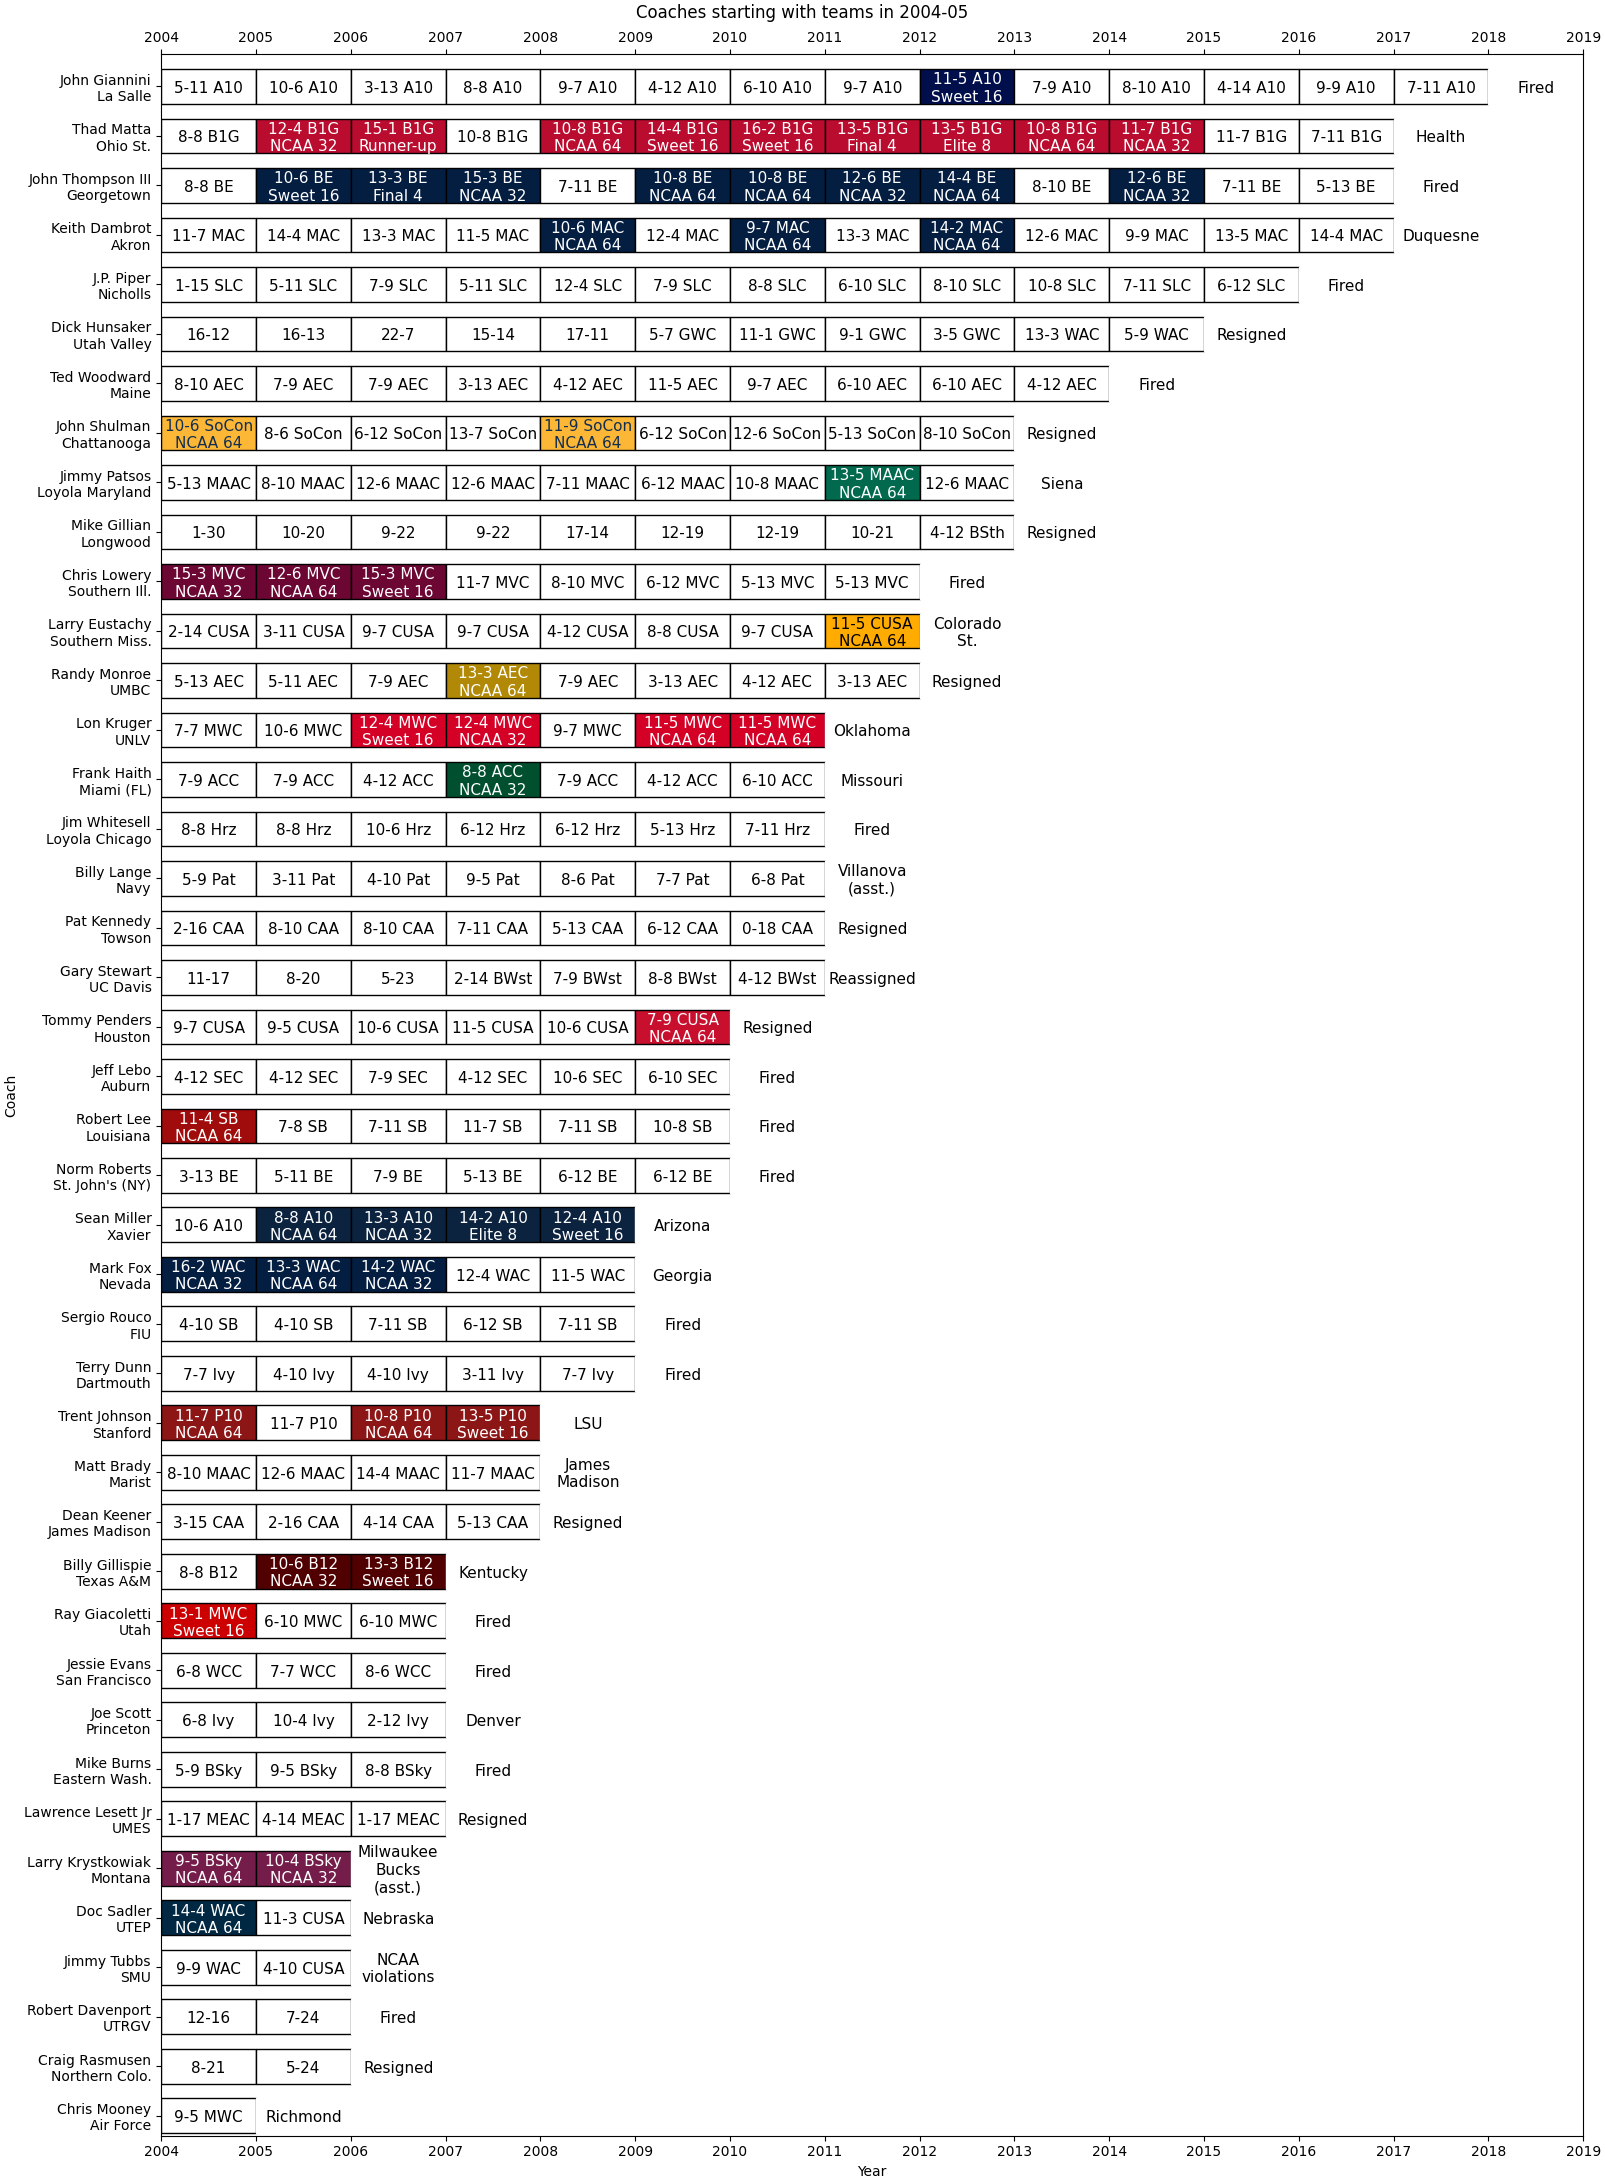 Coaches starting with teams in 2004-05
2004 2005 2006 2007 2008 2009 2010 2011 2012 2013 2014 2015 2016 2017 2018 2019
John Giannini
La Salle
5-11 A10 10-6 A10 3-13 A10 8-8 A10 9-7 A10 4-12 A10 6-10 A10 9-7 A10 11-5 A10 Sweet 16 7-9 A10 8-10 A10 4-14 A10 9-9 A10 7-11 A10 Fired
Thad Matta
Ohio St.
8-8 B1G 12-4 B1G NCAA 32 15-1 B1G Runner-up 10-8 B1G 10-8 B1G NCAA 64 14-4 B1G Sweet 16 16-2 B1G Sweet 16 13-5 B1G Final 4 13-5 B1G Elite 8 10-8 B1G NCAA 64 11-7 B1G NCAA 32 11-7 B1G 7-11 B1G Health
John Thompson III
Georgetown
8-8 BE 10-6 BE Sweet 16 13-3 BE Final 4 15-3 BE NCAA 32 7-11 BE 10-8 BE NCAA 64 10-8 BE NCAA 64 12-6 BE NCAA 32 14-4 BE NCAA 64 8-10 BE 12-6 BE NCAA 32 7-11 BE 5-13 BE Fired
Keith Dambrot
Akron
11-7 MAC 14-4 MAC 13-3 MAC 11-5 MAC 10-6 MAC NCAA 64 12-4 MAC 9-7 MAC NCAA 64 13-3 MAC 14-2 MAC NCAA 64 12-6 MAC 9-9 MAC 13-5 MAC 14-4 MAC Duquesne
J.P. Piper
Nicholls
1-15 SLC 5-11 SLC 7-9 SLC 5-11 SLC 12-4 SLC 7-9 SLC 8-8 SLC 6-10 SLC 8-10 SLC 10-8 SLC 7-11 SLC 6-12 SLC Fired
Dick Hunsaker
Utah Valley
16-12 16-13 22-7 15-14 17-11 5-7 GWC 11-1 GWC 9-1 GWC 3-5 GWC 13-3 WAC 5-9 WAC Resigned
Ted Woodward
Maine
8-10 AEC 7-9 AEC 7-9 AEC 3-13 AEC 4-12 AEC 11-5 AEC 9-7 AEC 6-10 AEC 6-10 AEC 4-12 AEC Fired
John Shulman
Chattanooga
10-6 SoCon NCAA 64 8-6 SoCon 6-12 SoCon 13-7 SoCon 11-9 SoCon NCAA 64 6-12 SoCon 12-6 SoCon 5-13 SoCon 8-10 SoCon Resigned
Jimmy Patsos
Loyola Maryland
5-13 MAAC 8-10 MAAC 12-6 MAAC 12-6 MAAC 7-11 MAAC 6-12 MAAC 10-8 MAAC 13-5 MAAC NCAA 64 12-6 MAAC Siena
Mike Gillian
Longwood
1-30 10-20 9-22 9-22 17-14 12-19 12-19 10-21 4-12 BSth Resigned
Chris Lowery
Southern Ill.
15-3 MVC NCAA 32 12-6 MVC NCAA 64 15-3 MVC Sweet 16 11-7 MVC 8-10 MVC 6-12 MVC 5-13 MVC 5-13 MVC Fired
Larry Eustachy
Southern Miss.
2-14 CUSA 3-11 CUSA 9-7 CUSA 9-7 CUSA 4-12 CUSA 8-8 CUSA 9-7 CUSA 11-5 CUSA NCAA 64 Colorado St.
Randy Monroe
UMBC
5-13 AEC 5-11 AEC 7-9 AEC 13-3 AEC NCAA 64 7-9 AEC 3-13 AEC 4-12 AEC 3-13 AEC Resigned
Lon Kruger
UNLV
7-7 MWC 10-6 MWC 12-4 MWC Sweet 16 12-4 MWC NCAA 32 9-7 MWC 11-5 MWC NCAA 64 11-5 MWC NCAA 64 Oklahoma
Frank Haith
Miami (FL)
7-9 ACC 7-9 ACC 4-12 ACC 8-8 ACC NCAA 32 7-9 ACC 4-12 ACC 6-10 ACC Missouri
Jim Whitesell
Loyola Chicago
8-8 Hrz 8-8 Hrz 10-6 Hrz 6-12 Hrz 6-12 Hrz 5-13 Hrz 7-11 Hrz Fired
Billy Lange
Navy
5-9 Pat 3-11 Pat 4-10 Pat 9-5 Pat 8-6 Pat 7-7 Pat 6-8 Pat Villanova (asst.)
Pat Kennedy
Towson
2-16 CAA 8-10 CAA 8-10 CAA 7-11 CAA 5-13 CAA 6-12 CAA 0-18 CAA Resigned
Gary Stewart
UC Davis
11-17 8-20 5-23 2-14 BWst 7-9 BWst 8-8 BWst 4-12 BWst Reassigned
Tommy Penders
Houston
9-7 CUSA 9-5 CUSA 10-6 CUSA 11-5 CUSA 10-6 CUSA 7-9 CUSA NCAA 64 Resigned
Jeff Lebo
Auburn
4-12 SEC 4-12 SEC 7-9 SEC 4-12 SEC 10-6 SEC 6-10 SEC Fired
Coach
Robert Lee
Louisiana
11-4 SB NCAA 64 7-8 SB 7-11 SB 11-7 SB 7-11 SB 10-8 SB Fired
Norm Roberts
St. John's (NY)
3-13 BE 5-11 BE 7-9 BE 5-13 BE 6-12 BE 6-12 BE Fired
Sean Miller
Xavier
10-6 A10 8-8 A10 NCAA 64 13-3 A10 NCAA 32 14-2 A10 Elite 8 12-4 A10 Sweet 16 Arizona
Mark Fox
Nevada
16-2 WAC NCAA 32 13-3 WAC NCAA 64 14-2 WAC NCAA 32 12-4 WAC 11-5 WAC Georgia
Sergio Rouco
FIU
4-10 SB 4-10 SB 7-11 SB 6-12 SB 7-11 SB Fired
Terry Dunn
Dartmouth
7-7 Ivy 4-10 Ivy 4-10 Ivy 3-11 Ivy 7-7 Ivy Fired
Trent Johnson
Stanford
11-7 P10 NCAA 64 11-7 P10 10-8 P10 NCAA 64 13-5 P10 Sweet 16 LSU
Matt Brady
Marist
8-10 MAAC 12-6 MAAC 14-4 MAAC 11-7 MAAC James Madison
Dean Keener
James Madison
3-15 CAA 2-16 CAA 4-14 CAA 5-13 CAA Resigned
Billy Gillispie
Texas A&M
8-8 B12 10-6 B12 NCAA 32 13-3 B12 Sweet 16 Kentucky
Ray Giacoletti
Utah
13-1 MWC Sweet 16 6-10 MWC 6-10 MWC Fired
Jessie Evans
San Francisco
6-8 WCC 7-7 WCC 8-6 WCC Fired
Joe Scott
Princeton
6-8 Ivy 10-4 Ivy 2-12 Ivy Denver
Mike Burns
Eastern Wash.
5-9 BSky 9-5 BSky 8-8 BSky Fired
Lawrence Lesett Jr
UMES
1-17 MEAC 4-14 MEAC 1-17 MEAC Resigned
Larry Krystkowiak
Montana
9-5 BSky NCAA 64 10-4 BSky NCAA 32 Milwaukee Bucks (asst.)
Doc Sadler
UTEP
14-4 WAC NCAA 64 11-3 CUSA Nebraska
Jimmy Tubbs
SMU
9-9 WAC 4-10 CUSA NCAA violations
Robert Davenport
UTRGV
12-16 7-24 Fired
Craig Rasmusen
Northern Colo.
8-21 5-24 Resigned
Chris Mooney
Air Force
9-5 MWC Richmond
2004 2005 2006 2007 2008 2009 2010 2011 2012 2013 2014 2015 2016 2017 2018 2019
Year